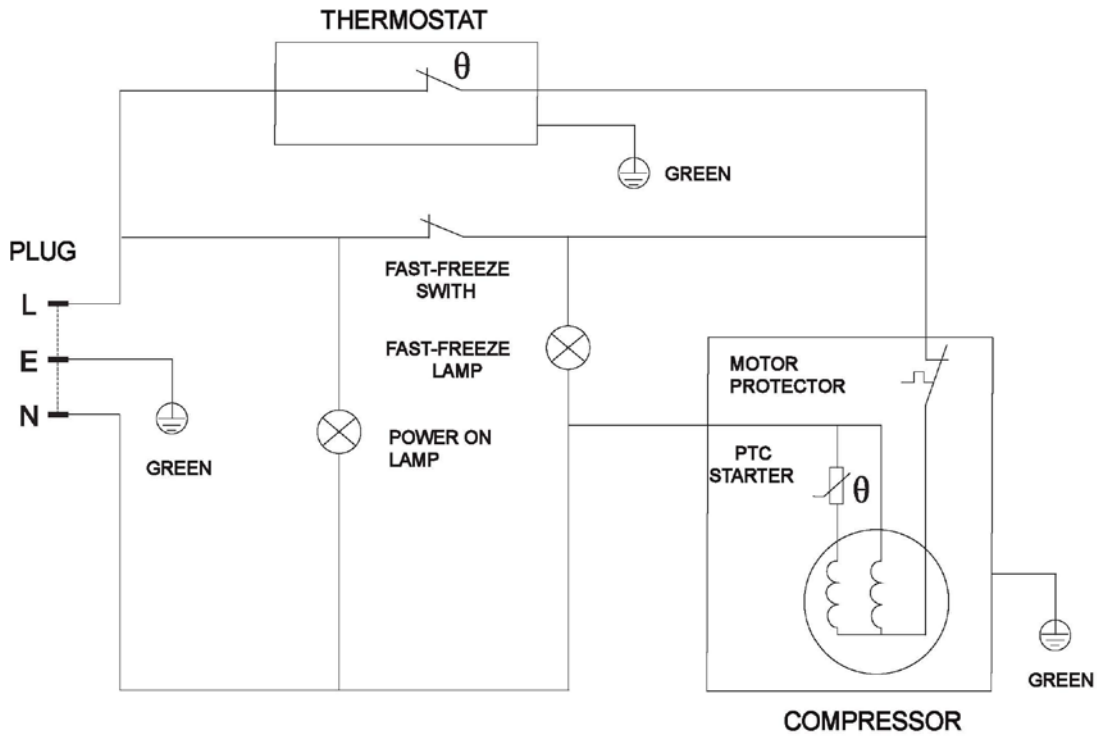 THERMOSTAT
θ
GREEN
PLUG
L
E
N
GREEN
FAST-FREEZE
SWITH
FAST-FREEZE
LAMP
POWER ON
LAMP
MOTOR
PROTECTOR
PTC
STARTER
θ
GREEN
COMPRESSOR